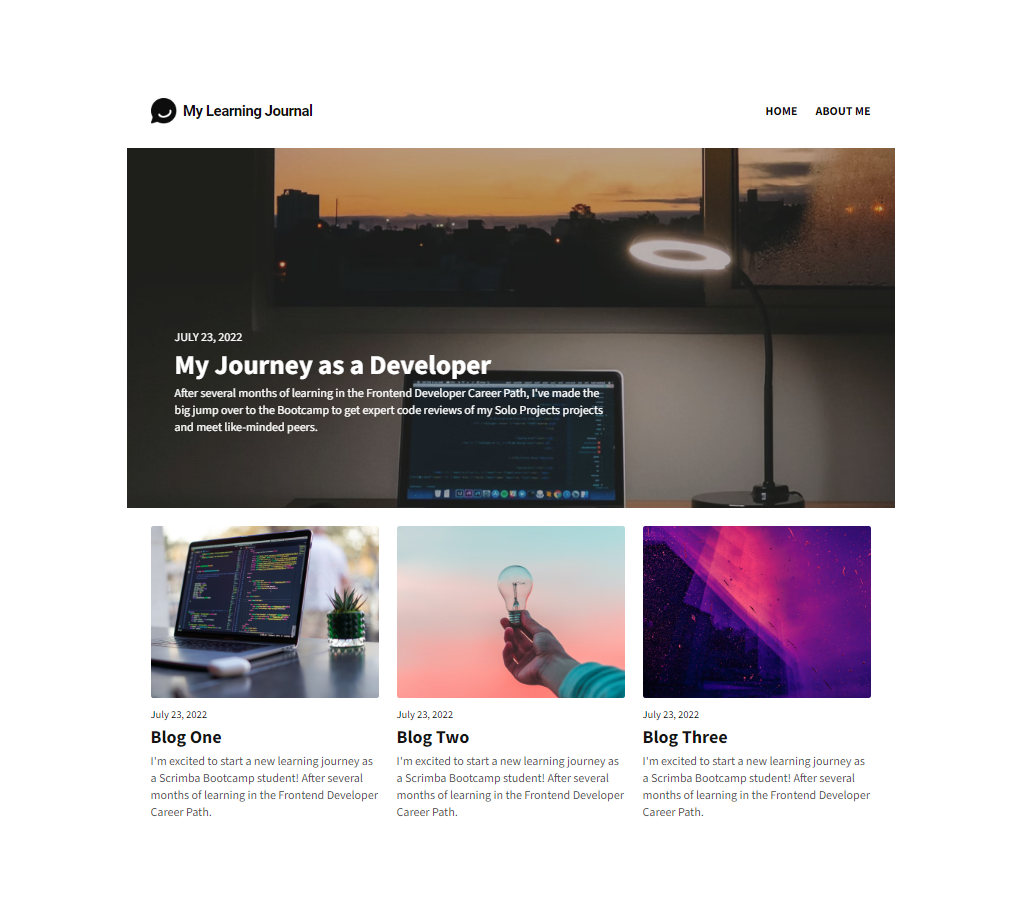 My Learning Journal
HOME ABOUT ME
JULY 23, 2022
My Journey as a Developer
After several months of learning in the Frontend Developer Career Path, I've made the
big jump over to the Bootcamp to get expert code reviews of my Solo Projects projects
and meet like-minded peers.
July 23, 2022
Blog One
I'm excited to start a new learning journey as
a Scrimba Bootcamp student! After several
months of learning in the Frontend Developer
Career Path.
July 23, 2022
Blog Two
I'm excited to start a new learning journey as
a Scrimba Bootcamp student! After several
months of learning in the Frontend Developer
Career Path.
July 23, 2022
Blog Three
I'm excited to start a new learning journey as
a Scrimba Bootcamp student! After several
months of learning in the Frontend Developer
Career Path.